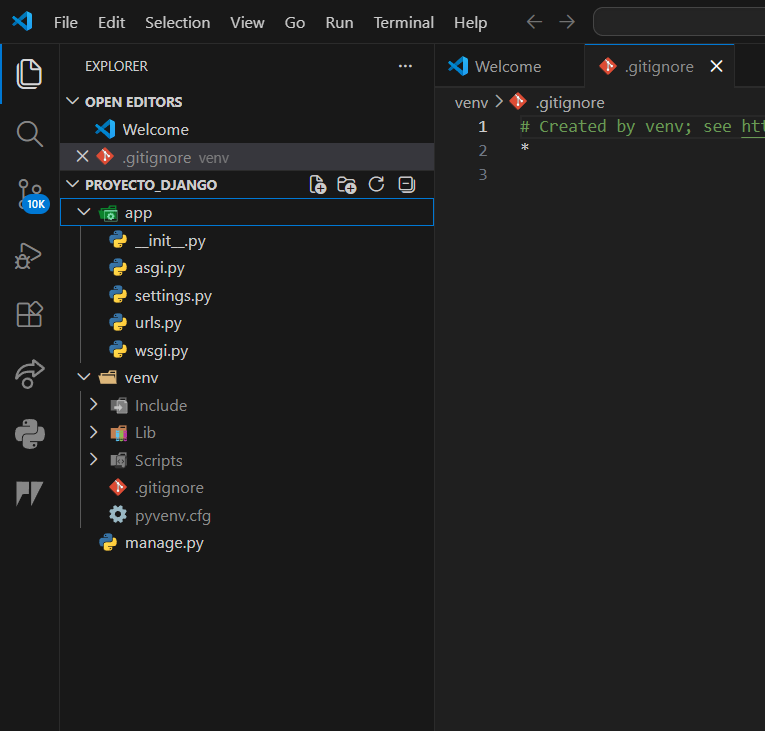 File Edit Selection View Go Run Terminal Help
EXPLORER
Welcome
.gitignore
OPEN EDITORS
venv
.gitignore
Welcome
1
# Created by venv; see htt
.gitignore venv
2
*
PROYECTO_DJANGO
3
10K
app
__init__.py
asgi.py
settings.py
urls.py
wsgi.py
venv
Include
Lib
Scripts
.gitignore
pyvenv.cfg
manage.py